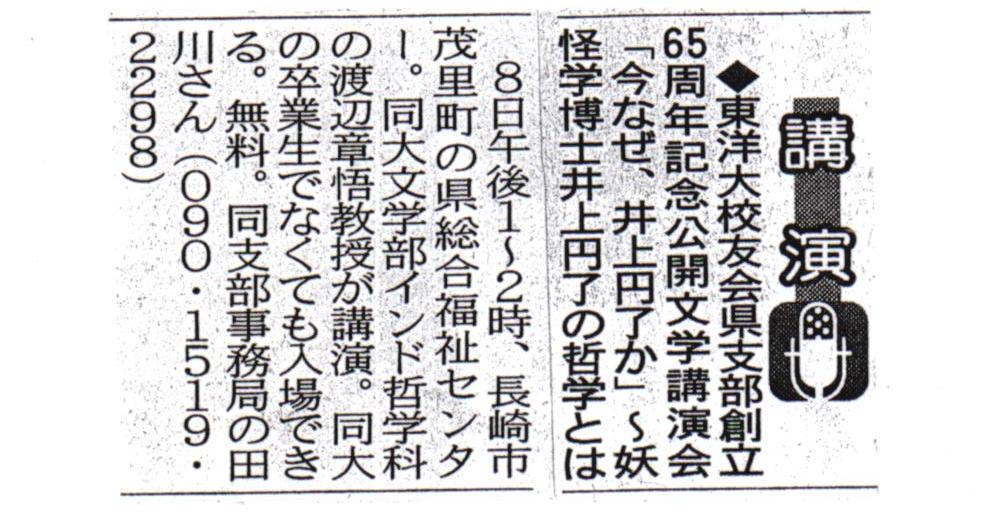 講演
◆東洋大校友会県支部創立
65周年記念公開文学講演会
「今なぜ、井上円了か」～妖
怪学博士井上円了の哲学とは
8日午後1～2時、長崎市
茂里町の県総合福祉センタ
ー。同大文学部インド哲学科
の渡辺章悟教授が講演。同大
の卒業生でなくても入場でき
る。無料。同支部事務局の田
川さん（090・1519・
2298）